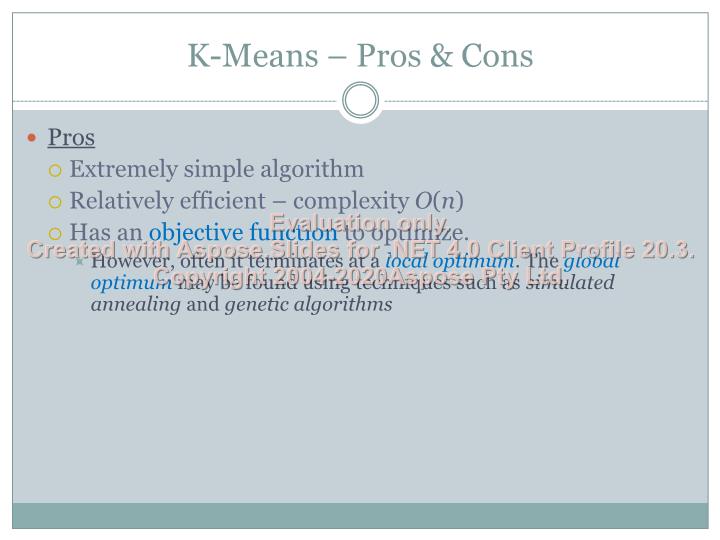 K-Means – Pros & Cons
Pros
Extremely simple algorithm
Relatively efficient – complexity O(n)
Has an objective function to optimize.
Evaluation only.
Created with Aspose.Slides for .NET 4.0 Client Profile 20.3.
Copyright 2004-2020Aspose Pty Ltd.
However, often it terminates at a local optimum. The global
optimum may be found using techniques such as simulated
annealing and genetic algorithms